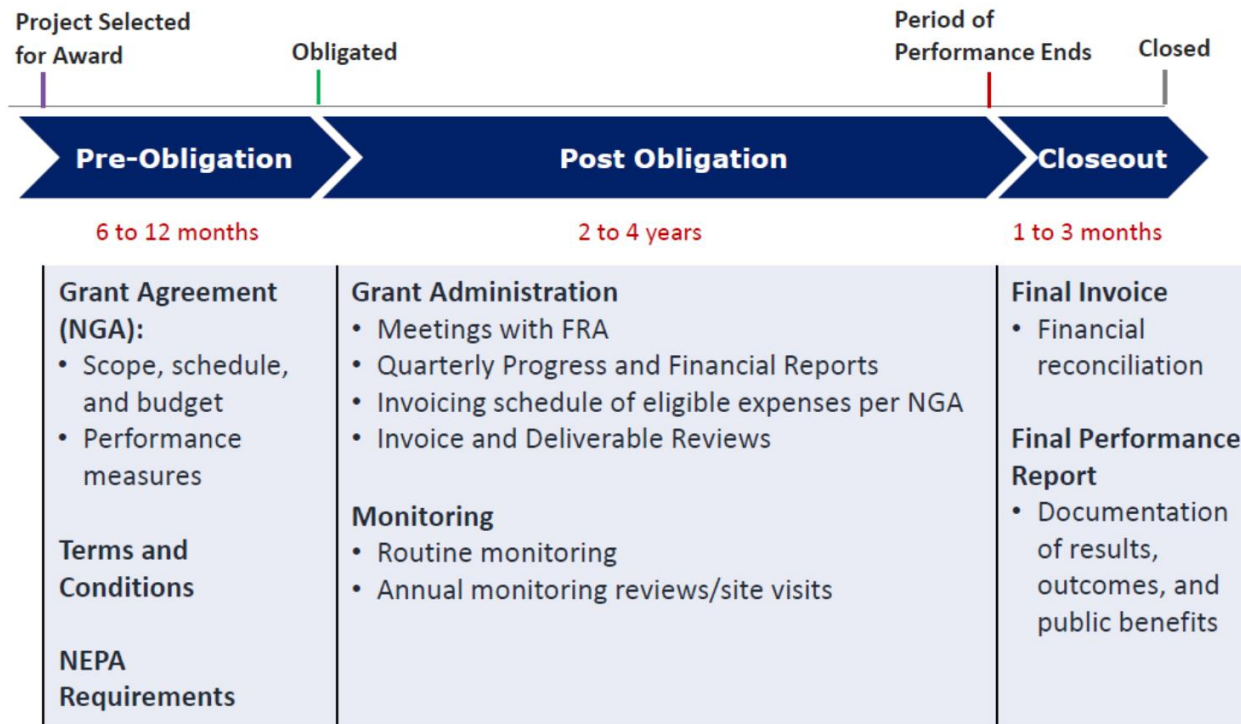 Project Selected
for Award
Obligated
Period of
Performance Ends
Closed
Pre-Obligation
Post Obligation
Closeout
6 to 12 months
2 to 4 years
1 to 3 months
Grant Agreement
(NGA):
• Scope, schedule,
and budget
• Performance
measures
Terms and
Conditions
NEPA
Requirements
Grant Administration
• Meetings with FRA
• Quarterly Progress and Financial Reports
• Invoicing schedule of eligible expenses per NGA
• Invoice and Deliverable Reviews
Monitoring
• Routine monitoring
• Annual monitoring reviews/site visits
Final Invoice
• Financial
reconciliation
Final Performance
Report
• Documentation
of results,
outcomes, and
public benefits